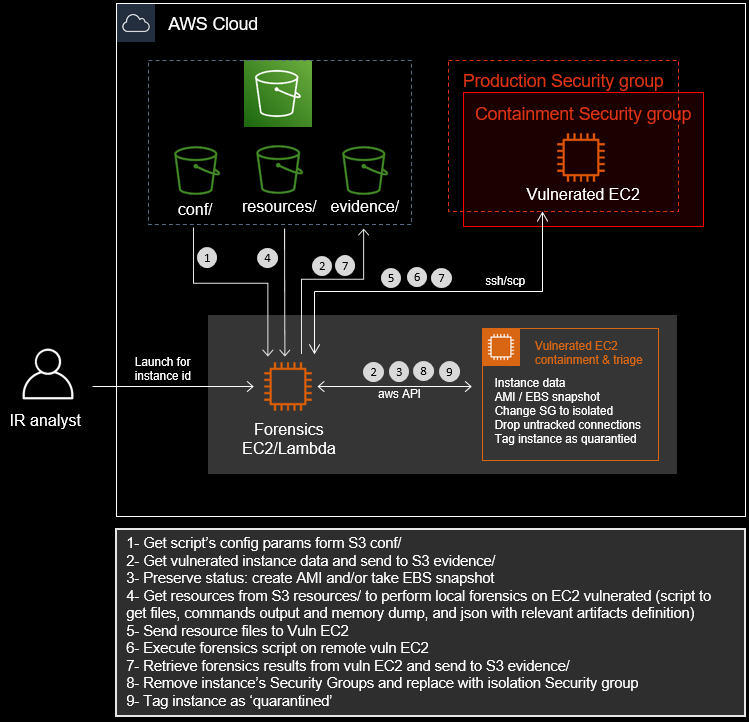 AWS Cloud
Production Security group
Containment Security group
Vulnerated EC2
conf/
resources/
evidence/
1
4
2 7
5 6 7
ssh/scp
Launch for
instance id
IR analyst
Forensics
EC2/Lambda
2 3 8 9
aws API
Vulnerated EC2
containment & triage
Instance data
AMI / EBS snapshot
Change SG to isolated
Drop untracked connections
Tag instance as quarantied
1- Get script's config params form S3 conf/
2- Get vulnerated instance data and send to S3 evidence/
3- Preserve status: create AMI and/or take EBS snapshot
4- Get resources from S3 resources/ to perform local forensics on EC2 vulnerated (script to
get files, commands output and memory dump, and json with relevant artifacts definition)
5- Send resource files to Vuln EC2
6- Execute forensics script on remote vuln EC2
7- Retrieve forensics results from vuln EC2 and send to S3 evidence/
8- Remove instance's Security Groups and replace with isolation Security group
9- Tag instance as 'quarantined'